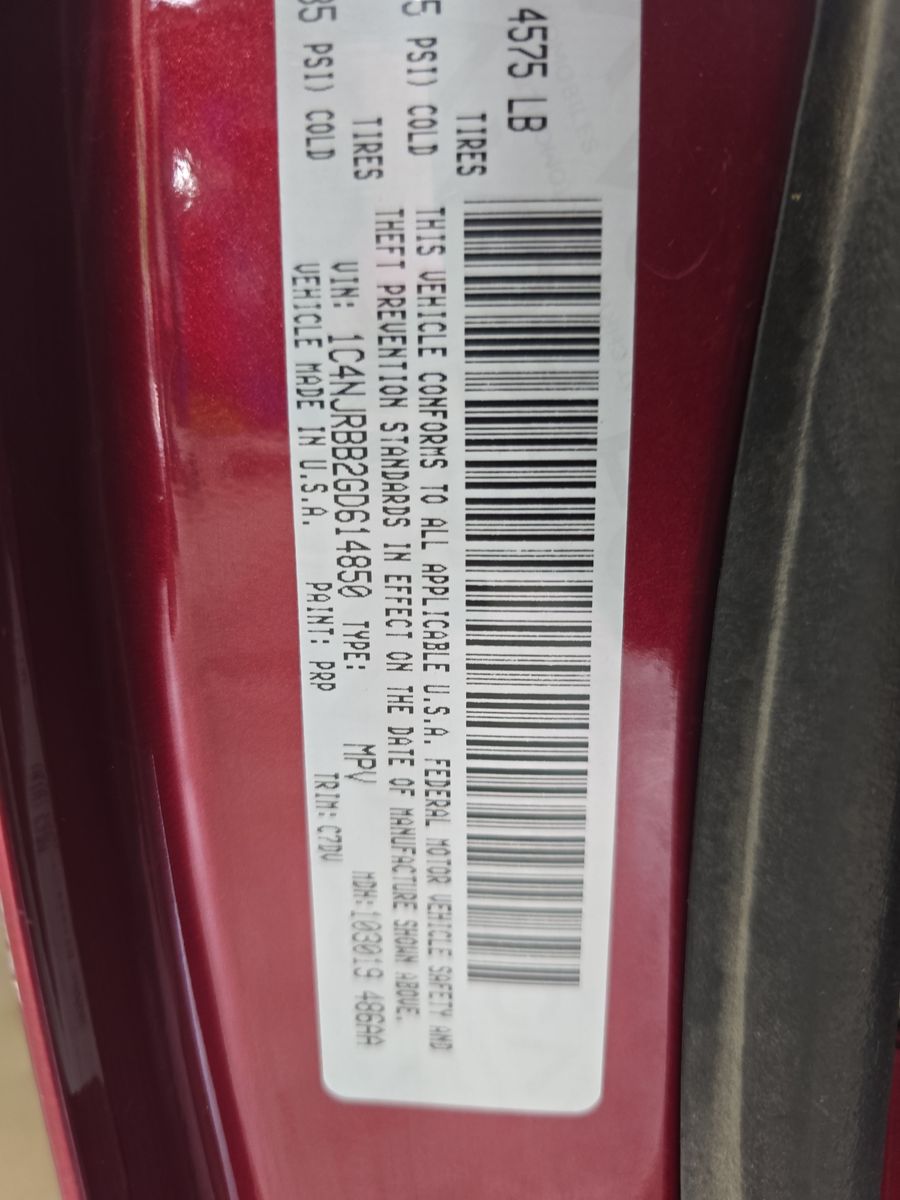 4575 LB
TIRES
5 PSI) COLD
TIRES
35 PSI) COLD
THIS VEHICLE CONFORMS TO ALL APPLICABLE U.S.A. FEDERAL MOTOR VEHICLE SAFETY AND
THEFT PREVENTION STANDARDS IN EFFECT ON THE DATE OF MANUFACTURE SHOWN ABOVE.
VIN: 1C4NJRBB2GD614850 TYPE: MPV MDH:103019 486AA
VEHICLE MADE IN U.S.A. PAINT: PRP TRIM: C7DV